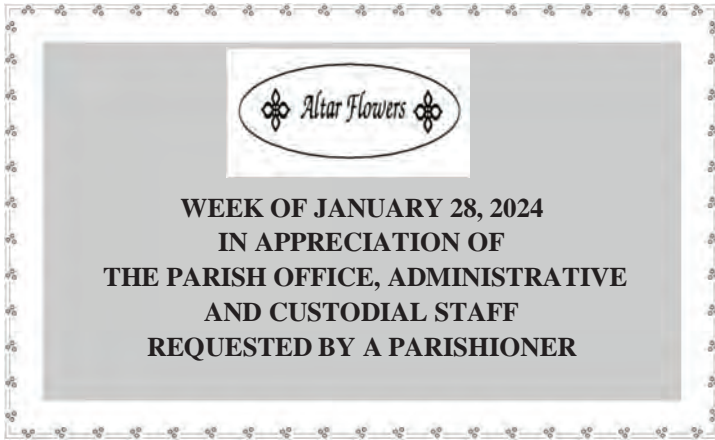 Altar Flowers
WEEK OF JANUARY 28, 2024
IN APPRECIATION OF
THE PARISH OFFICE, ADMINISTRATIVE
AND CUSTODIAL STAFF
REQUESTED BY A PARISHIONER